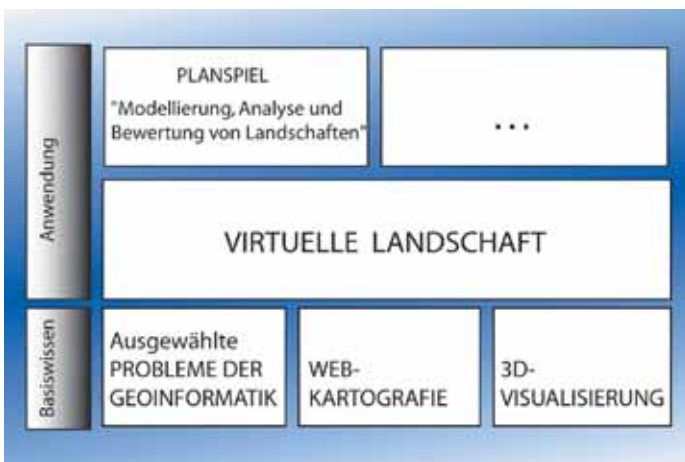 Anwendung
PLANSPIEL
"Modellierung, Analyse und
Bewertung von Landschaften"
...
VIRTUELLE LANDSCHAFT
Basiswissen
Ausgewählte
PROBLEME DER
GEOINFORMATIK
WEB-
KARTOGRAFIE
3D-
VISUALISIERUNG